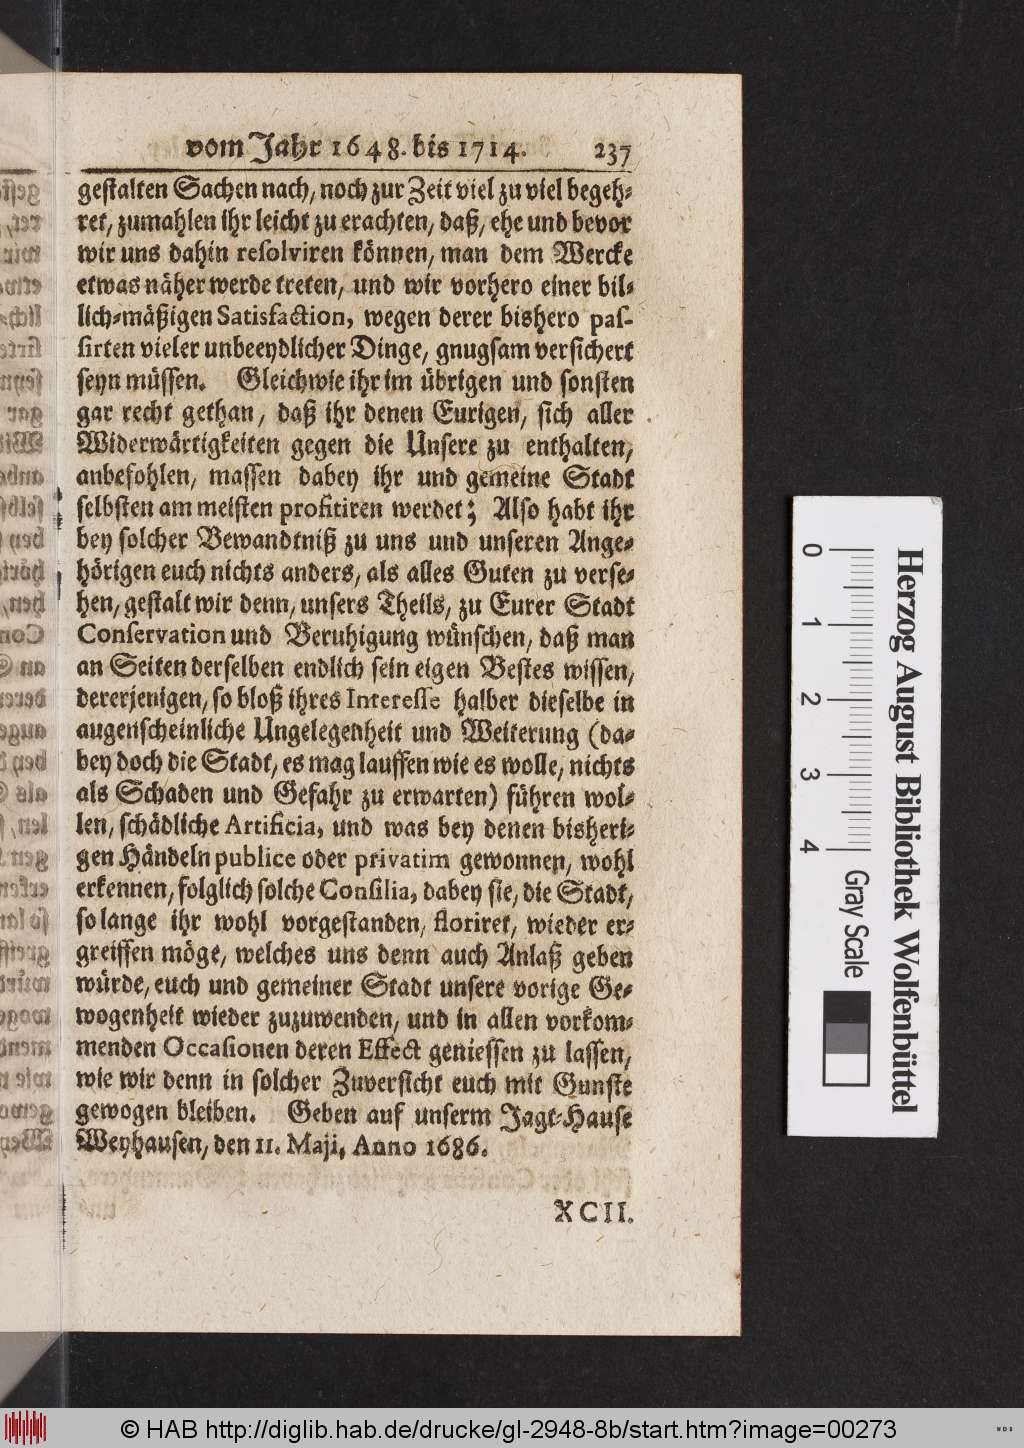 vom Jahr 1648. bis 1714. 237
gestalten Sachen nach, noch zur Zeit viel zu viel begeh-
ret, zumahlen ihr leicht zu erachten, daß, ehe und bevor
wir uns dahin resolviren können, man dem Wercke
etwas näher werde treten, und wir vorhero einer bil-
lich-mäßigen Satisfaction, wegen derer bishero pas-
sirten vieler unbeeydlicher Dinge, gnugsam versichert
seyn müssen. Gleichwie ihr im übrigen und sonsten
gar recht gethan, daß ihr denen Eurigen, sich aller
Widerwärtigkeiten gegen die Unsere zu enthalten,
anbefohlen, massen dabey ihr und gemeine Stadt
selbsten am meisten profitiren werdet; Also habt ihr
bey solcher Bewandtniß zu uns und unseren Ange-
hörigen euch nichts anders, als alles Guten zu verse-
hen, gestalt wir denn, unsers Theils, zu Eurer Stadt
Conservation und Beruhigung wünschen, daß man
an Seiten derselben endlich sein eigen Bestes wissen,
dererjenigen, so bloß ihres Interesse halber dieselbe in
augenscheinliche Ungelegenheit und Weiterung (da-
bey doch die Stadt, es mag lauffen wie es wolle, nichts
als Schaden und Gefahr zu erwarten) führen wol-
len, schädliche Artificia, und was bey denen bisheri-
gen Händeln publice oder privatim gewonnen, wohl
erkennen, folglich solche Consilia, dabey sie, die Stadt,
so lange ihr wohl vorgestanden, floriret, wieder er-
greiffen möge, welches uns denn auch Anlaß geben
würde, euch und gemeiner Stadt unsere vorige Ge-
wogenheit wieder zuzuwenden, und in allen vorkom-
menden Occasionen deren Effect geniessen zu lassen,
wie wir denn in solcher Zuversicht euch mit Gunste
gewogen bleiben. Geben auf unserm Jagt-Hause
Weyhausen, den 11. Maji, Anno 1686.
XCII.
0 1 2 3 4
Herzog August Bibliothek Wolfenbüttel
Gray Scale
© HAB http://diglib.hab.de/drucke/gl-2948-8b/start.htm?image=00273